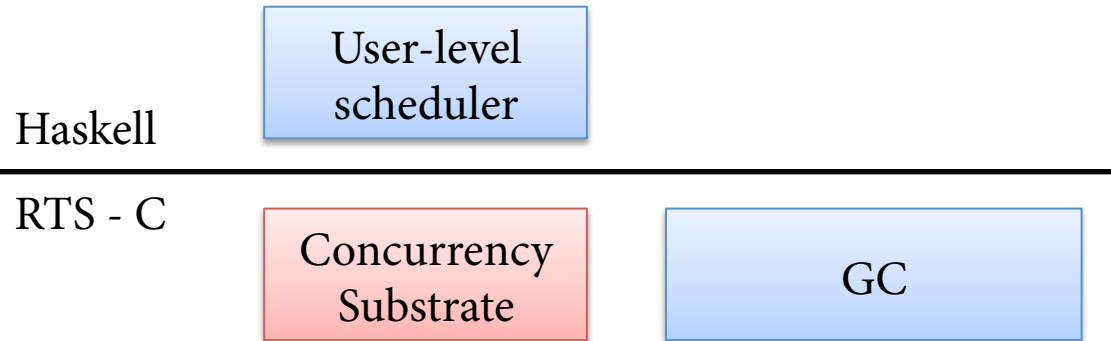 User-level
scheduler
Haskell
RTS - C
Concurrency
Substrate
GC